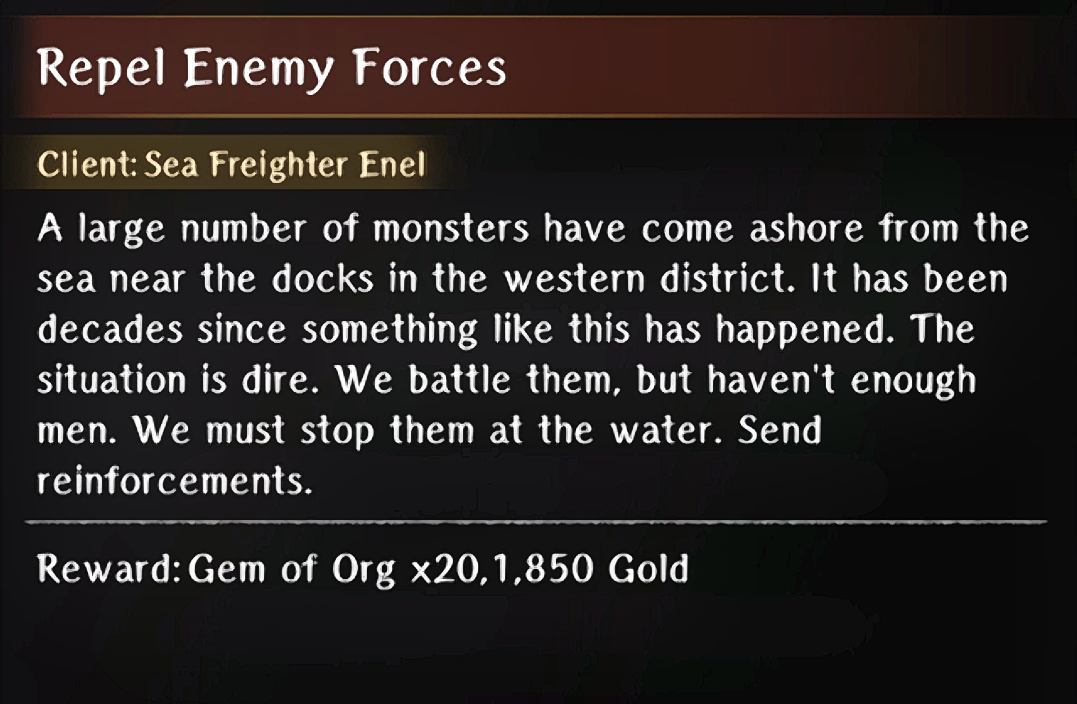 Repel Enemy Forces
Client: Sea Freighter Enel
A large number of monsters have come ashore from the
sea near the docks in the western district. It has been
decades since something like this has happened. The
situation is dire. We battle them, but haven't enough
men. We must stop them at the water. Send
reinforcements.
Reward: Gem of Org x20, 1,850 Gold